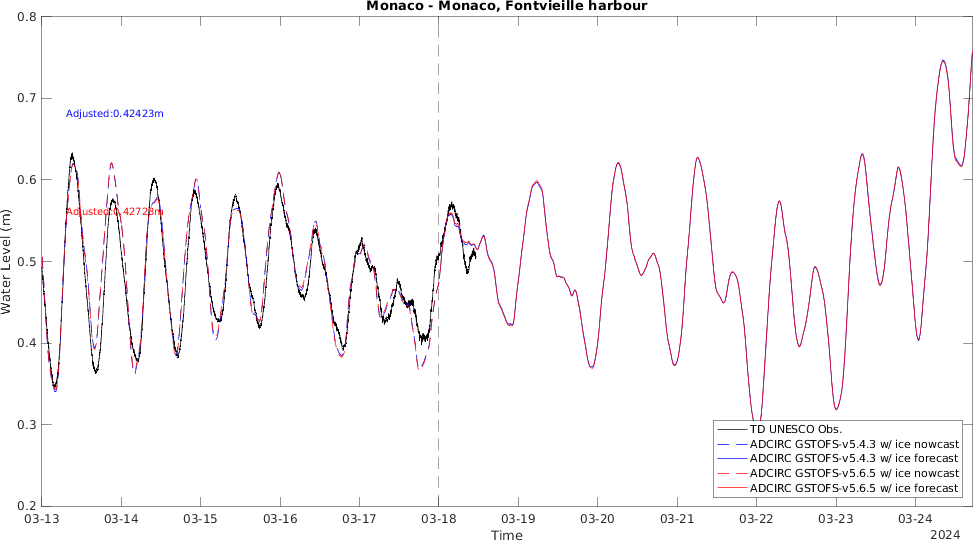 Monaco - Monaco, Fontvieille harbour
0.8
0.7
0.6
0.5
0.4
0.3
0.2
Water Level (m)
Adjusted:0.42423m
Adjusted:0.42723m
TD UNESCO Obs.
ADCIRC GSTOFS-v5.4.3 w/ ice nowcast
ADCIRC GSTOFS-v5.4.3 w/ ice forecast
ADCIRC GSTOFS-v5.6.5 w/ ice nowcast
ADCIRC GSTOFS-v5.6.5 w/ ice forecast
03-13 03-14 03-15 03-16 03-17 03-18 03-19 03-20 03-21 03-22 03-23 03-24
Time
2024